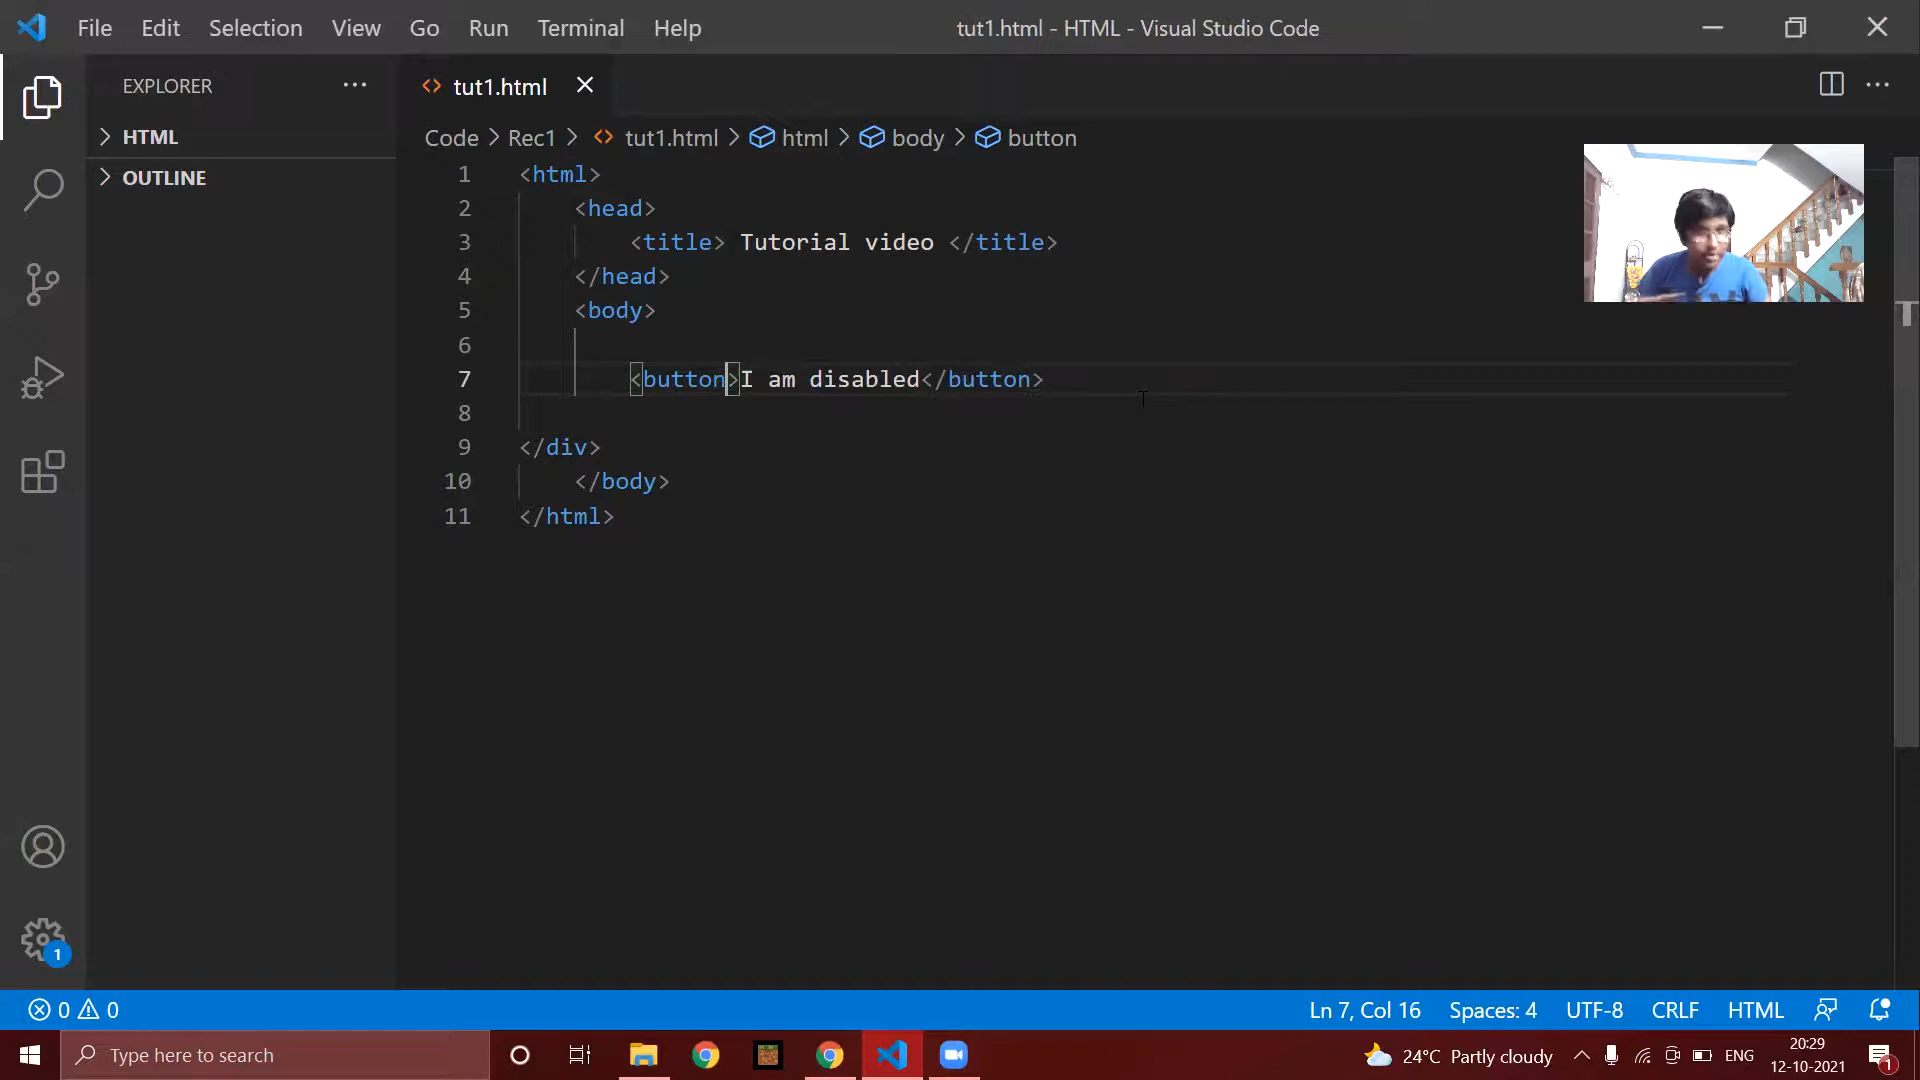 File Edit Selection View Go Run Terminal Help
tut1.html - HTML - Visual Studio Code
EXPLORER
HTML
OUTLINE
tut1.html
Code > Rec1 > tut1.html > html > body > button
1 <html>
2 <head>
3 <title> Tutorial video </title>
4 </head>
5 <body>
6
7 <button>I am disabled</button>
8
9 </div>
10 </body>
11 </html>
1
0 0
Ln 7, Col 16 Spaces: 4 UTF-8 CRLF HTML
Type here to search
24°C Partly cloudy
ENG
20:29
12-10-2021
1